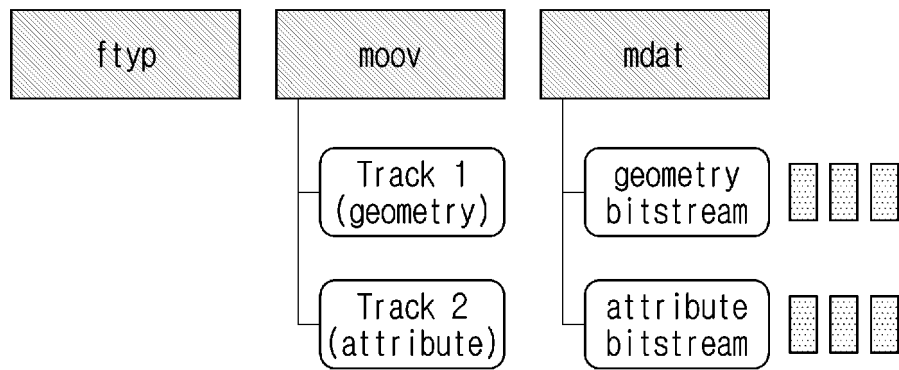 ftyp
moov
mdat
Track 1
(geometry)
geometry
bitstream
Track 2
(attribute)
attribute
bitstream